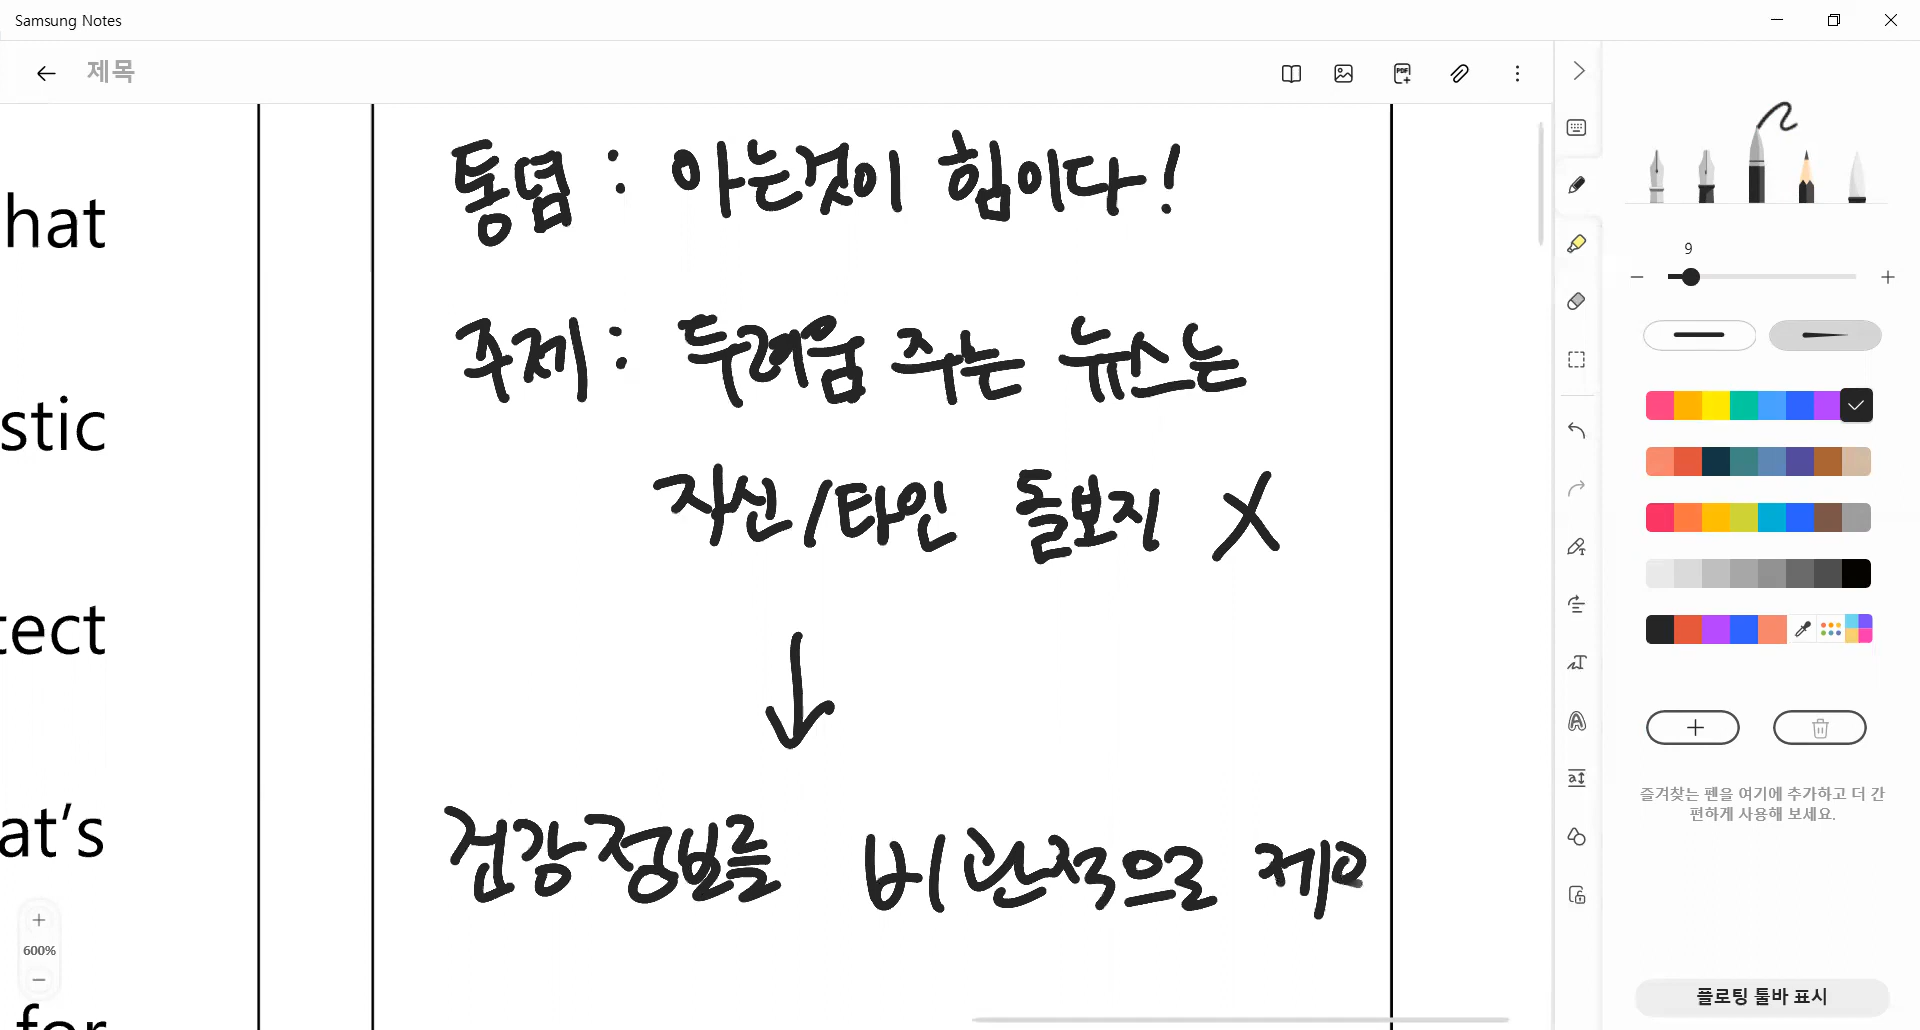 Samsung Notes
제목
hat
stic
tect
at's
for
통념 : 아는것이 힘이다!
주제 : 두려움 주는 뉴스는
자신/타인 돌보지 X
↓
건강정보를 비관적으로 제
600%
PDF
9
즐겨찾는 펜을 여기에 추가하고 더 간
편하게 사용해 보세요.
플로팅 툴바 표시